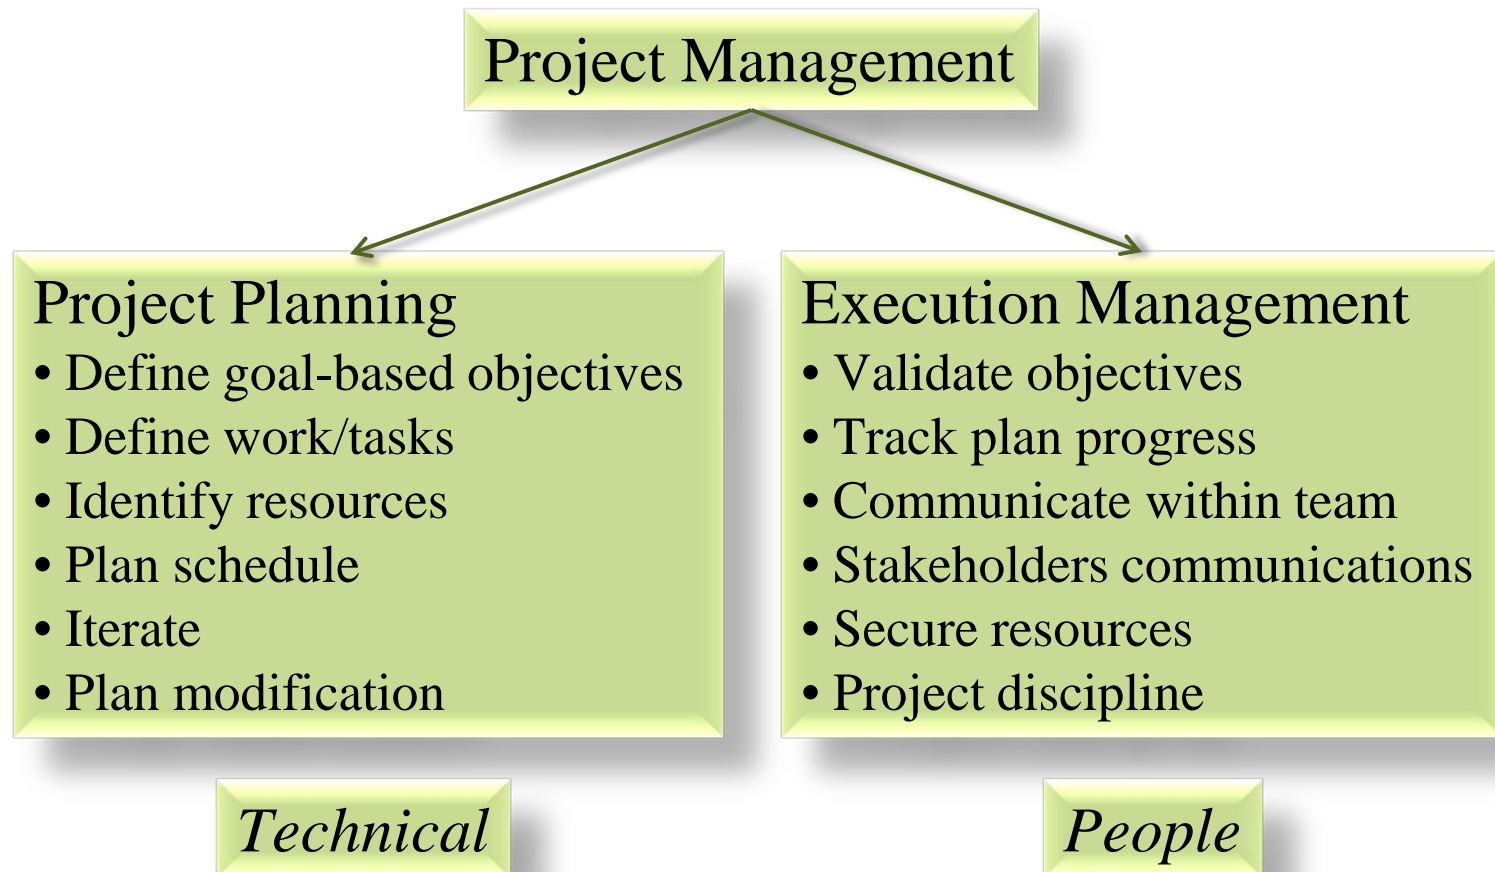 Project Management
Project Planning
• Define goal-based objectives
• Define work/tasks
• Identify resources
• Plan schedule
• Iterate
• Plan modification
Execution Management
• Validate objectives
• Track plan progress
• Communicate within team
• Stakeholders communications
• Secure resources
• Project discipline
Technical
People